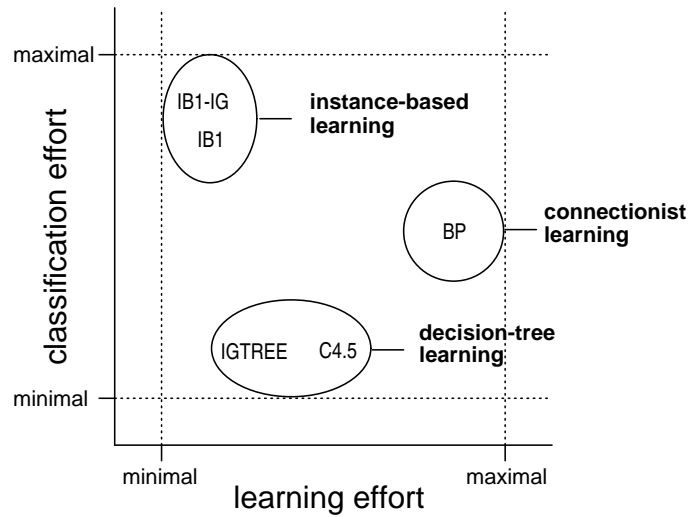 maximal
IB1-IG
IB1
instance-based
learning
classification effort
BP
connectionist
learning
IGTREE C4.5
decision-tree
learning
minimal
minimal
maximal
learning effort